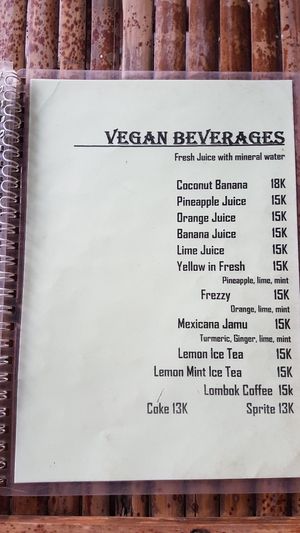 VEGAN BEVERAGES
Fresh Juice with mineral water
Coconut Banana 18K
Pineapple Juice 15K
Orange Juice 15K
Banana Juice 15K
Lime Juice 15K
Yellow in Fresh 15K
Pineapple, lime, mint
Frezzy 15K
Orange, lime, mint
Mexicana Jamu 15K
Turmeric, Ginger, lime, mint
Lemon Ice Tea 15K
Lemon Mint Ice Tea 15K
Lombok Coffee 15k
Coke 13K Sprite 13K